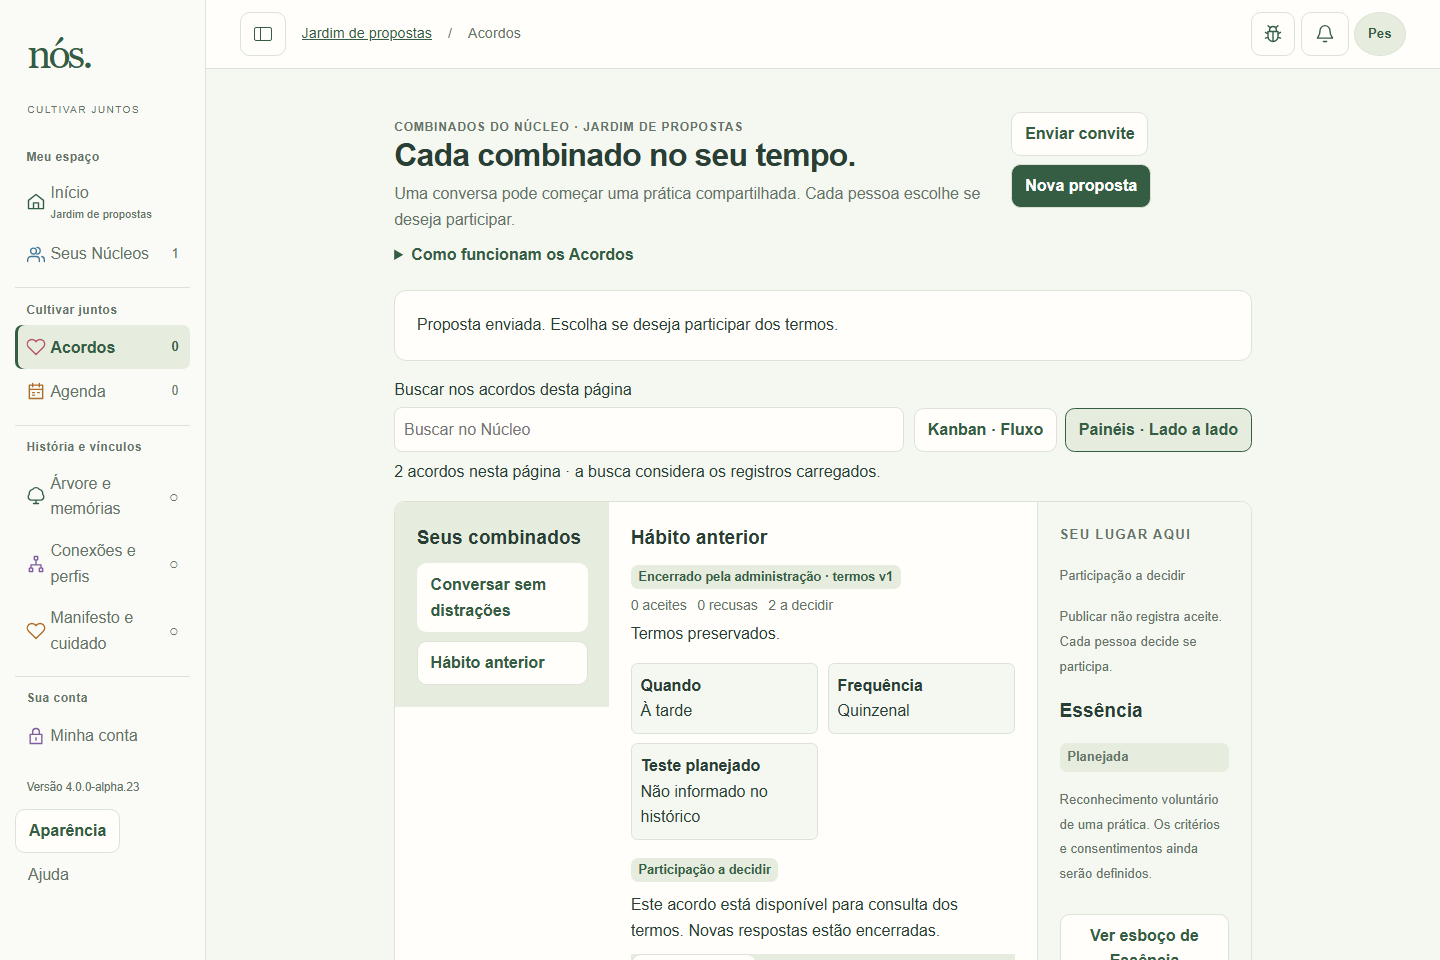 nós.
CULTIVAR JUNTOS
Meu espaço
Início
Jardim de propostas
Seus Núcleos 1
Cultivar juntos
Acordos 0
Agenda 0
História e vínculos
Árvore e
memórias
Conexões e
perfis
Manifesto e
cuidado
Sua conta
Minha conta
Versão 4.0.0-alpha.23
Aparência
Ajuda
Jardim de propostas / Acordos
Pes
COMBINADOS DO NÚCLEO · JARDIM DE PROPOSTAS
Cada combinado no seu tempo.
Uma conversa pode começar uma prática compartilhada. Cada pessoa escolhe se
deseja participar.
Como funcionam os Acordos
Enviar convite
Nova proposta
Proposta enviada. Escolha se deseja participar dos termos.
Buscar nos acordos desta página
Buscar no Núcleo
Kanban · Fluxo
Painéis · Lado a lado
2 acordos nesta página · a busca considera os registros carregados.
Seus combinados
Conversar sem
distrações
Hábito anterior
Hábito anterior
Encerrado pela administração · termos v1
0 aceites 0 recusas 2 a decidir
Termos preservados.
Quando
À tarde
Frequência
Quinzenal
Teste planejado
Não informado no
histórico
Participação a decidir
Este acordo está disponível para consulta dos
termos. Novas respostas estão encerradas.
SEU LUGAR AQUI
Participação a decidir
Publicar não registra aceite.
Cada pessoa decide se
participa.
Essência
Planejada
Reconhecimento voluntário
de uma prática. Os critérios
e consentimentos ainda
serão definidos.
Ver esboço de
Essência